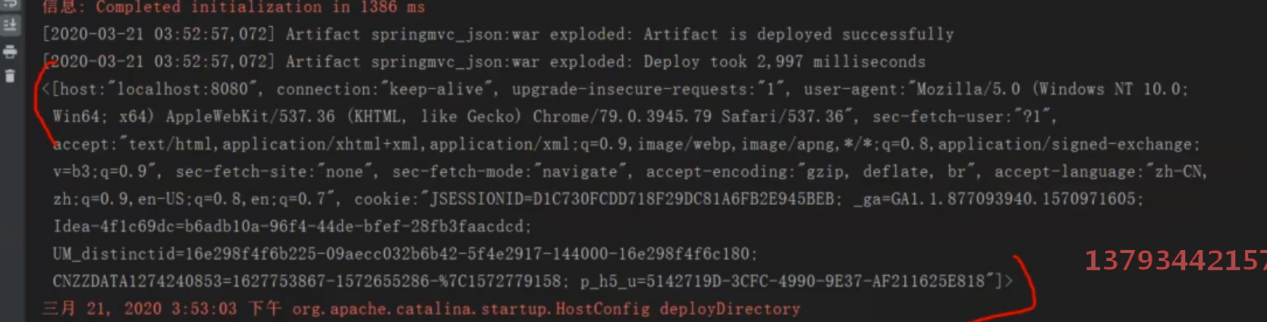 信息: Completed initialization in 1386 ms
[2020-03-21 03:52:57,072] Artifact springmvc_json:war exploded: Artifact is deployed successfully
[2020-03-21 03:52:57,072] Artifact springmvc_json:war exploded: Deploy took 2,997 milliseconds
<[host:"localhost:8080", connection:"keep-alive", upgrade-insecure-requests:"1", user-agent:"Mozilla/5.0 (Windows NT 10.0;
Win64; x64) AppleWebKit/537.36 (KHTML, like Gecko) Chrome/79.0.3945.79 Safari/537.36", sec-fetch-user:"?1",
accept:"text/html,application/xhtml+xml,application/xml;q=0.9,image/webp,image/apng,*/*;q=0.8,application/signed-exchange;
v=b3;q=0.9", sec-fetch-site:"none", sec-fetch-mode:"navigate", accept-encoding:"gzip, deflate, br", accept-language:"zh-CN,
zh;q=0.9,en-US;q=0.8,en;q=0.7", cookie:"JSESSIONID=D1C730FCDD718F29DC81A6FB2E945BEB; _ga=GA1.1.877093940.1570971605;
Idea-4f1c69dc=b6adb10a-96f4-44de-bfef-28fb3faacdcd;
UM_distinctid=16e298f4f6b225-09aecc032b6b42-5f4e2917-144000-16e298f4f6c180;
CNZZDATA1274240853=1627753867-1572655286-%7C1572779158; p_h5_u=5142719D-3CFC-4990-9E37-AF211625E818"]>
13793442157
三月 21, 2020 3:53:03 下午 org.apache.catalina.startup.HostConfig deployDirectory